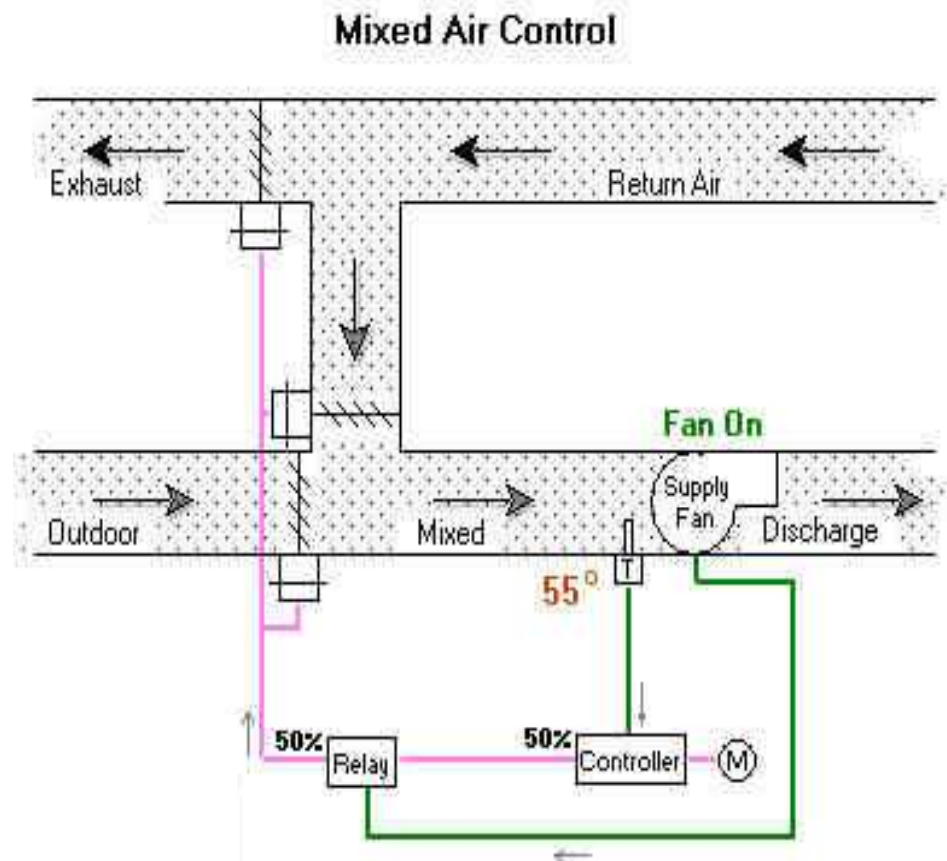 Mixed Air Control
Exhaust
Return Air
Fan On
Supply
Fan
Outdoor
Mixed
Discharge
T
55°
50%
50%
Relay
Controller
M